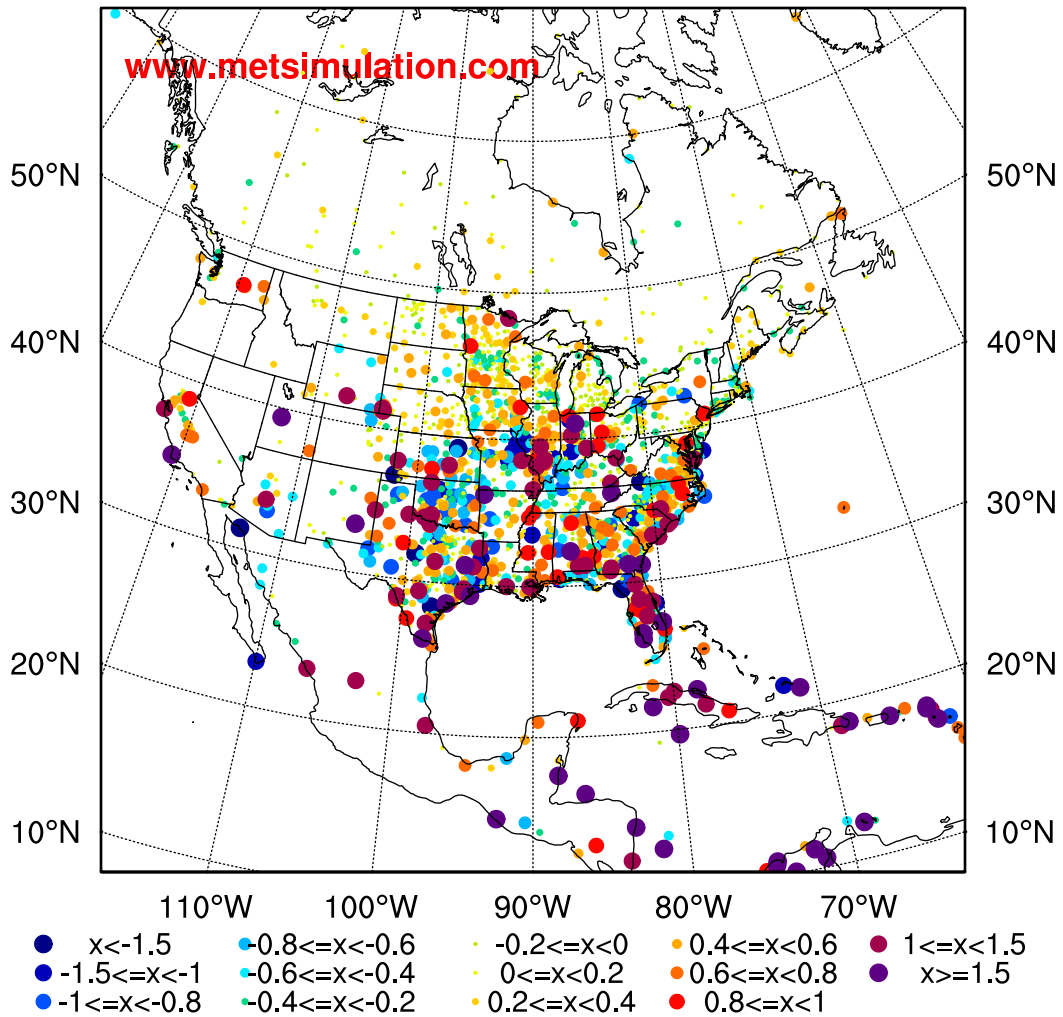 www.metsimulation.com
50°N 50°N
40°N 40°N
30°N 30°N
20°N 20°N
10°N 10°N
110°W 100°W 90°W 80°W 70°W
x<-1.5 -0.8<=x<-0.6 -0.2<=x<0 0.4<=x<0.6 1<=x<1.5
-1.5<=x<-1 -0.6<=x<-0.4 0<=x<0.2 0.6<=x<0.8 x>=1.5
-1<=x<-0.8 -0.4<=x<-0.2 0.2<=x<0.4 0.8<=x<1